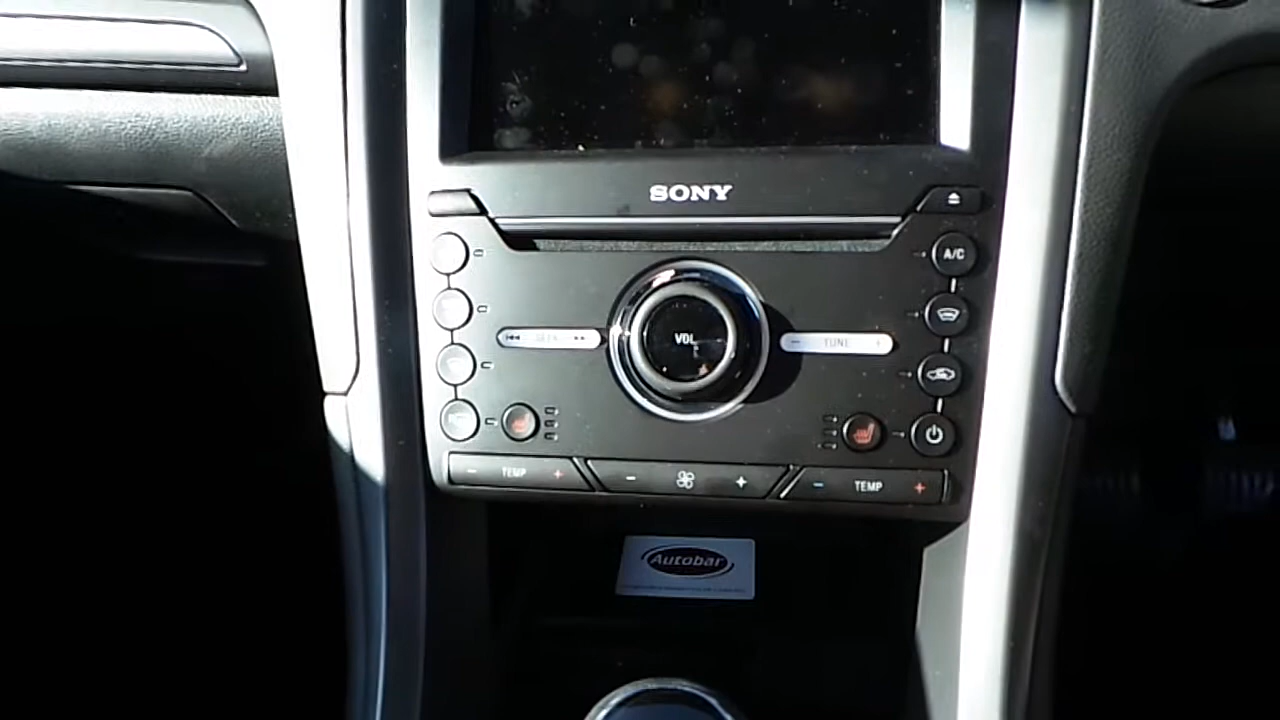 SONY
A/C
SEEK
VOL
TUNE
- TEMP +
- +
- TEMP +
Autobar